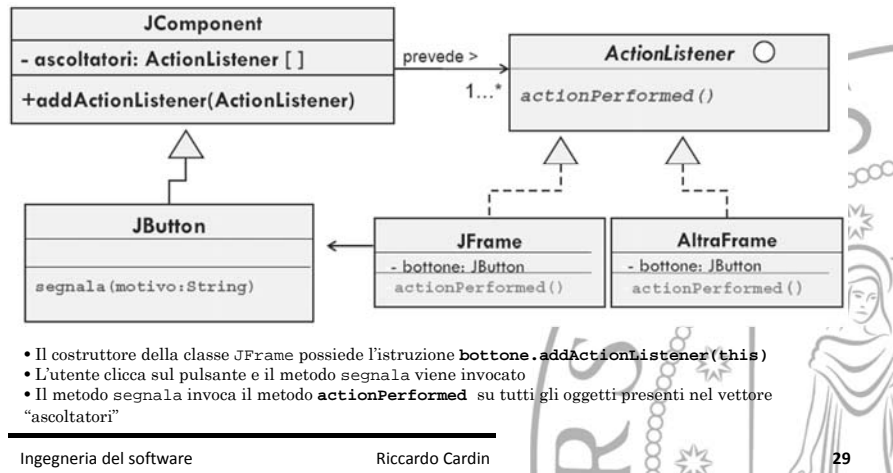 JComponent
- ascoltatori: ActionListener [ ]
+addActionListener(ActionListener)
prevede >
1...*
ActionListener
actionPerformed()
JButton
segnala(motivo:String)
JFrame
- bottone: JButton
actionPerformed()
AltraFrame
- bottone: JButton
actionPerformed()
• Il costruttore della classe JFrame possiede l'istruzione bottone.addActionListener(this)
• L'utente clicca sul pulsante e il metodo segnala viene invocato
• Il metodo segnala invoca il metodo actionPerformed su tutti gli oggetti presenti nel vettore
“ascoltatori”
Ingegneria del software
Riccardo Cardin
29